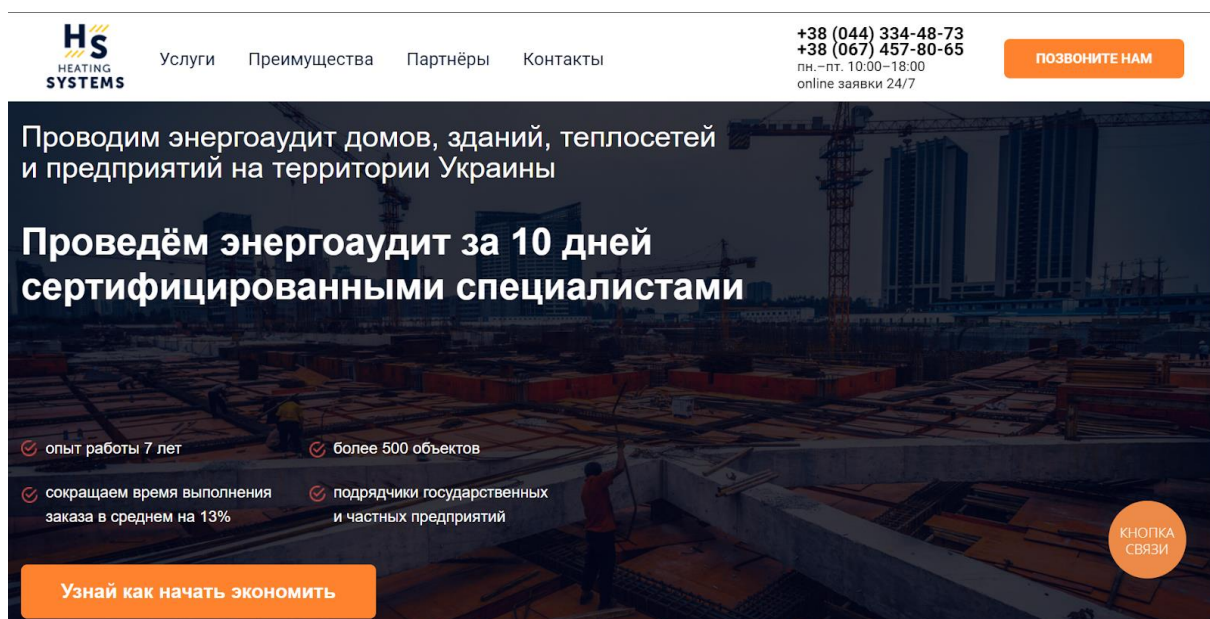 HS
HEATING
SYSTEMS
Услуги
Преимущества
Партнёры
Контакты
+38 (044) 334-48-73
+38 (067) 457-80-65
пн.–пт. 10:00–18:00
online заявки 24/7
ПОЗВОНИТЕ НАМ
Проводим энергоаудит домов, зданий, теплосетей
и предприятий на территории Украины
Проведём энергоаудит за 10 дней
сертифицированными специалистами
опыт работы 7 лет
более 500 объектов
сокращаем время выполнения
заказа в среднем на 13%
подрядчики государственных
и частных предприятий
КНОПКА
СВЯЗИ
Узнай как начать экономить